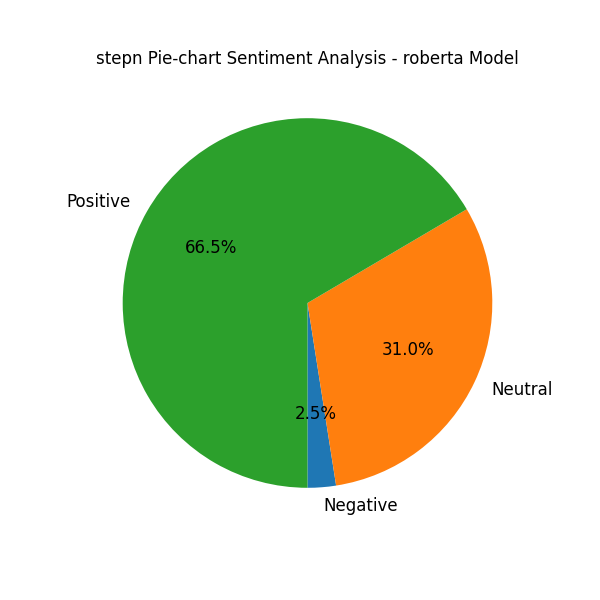 stepn Pie-chart Sentiment Analysis - roberta Model
Positive
66.5%
31.0%
Neutral
2.5%
Negative